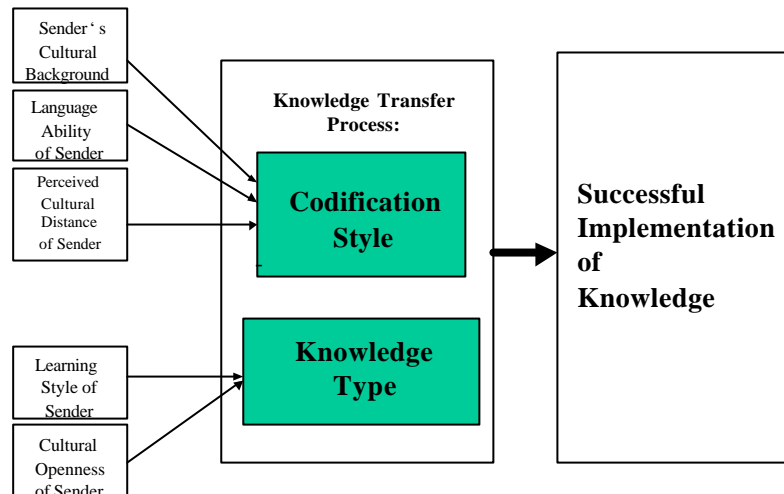 Sender‘s
Cultural
Background
Language
Ability
of Sender
Perceived
Cultural
Distance
of Sender
Learning
Style of
Sender
Cultural
Openness
of Sender
Knowledge Transfer
Process:
Codification
Style
Knowledge
Type
Successful
Implementation
of
Knowledge